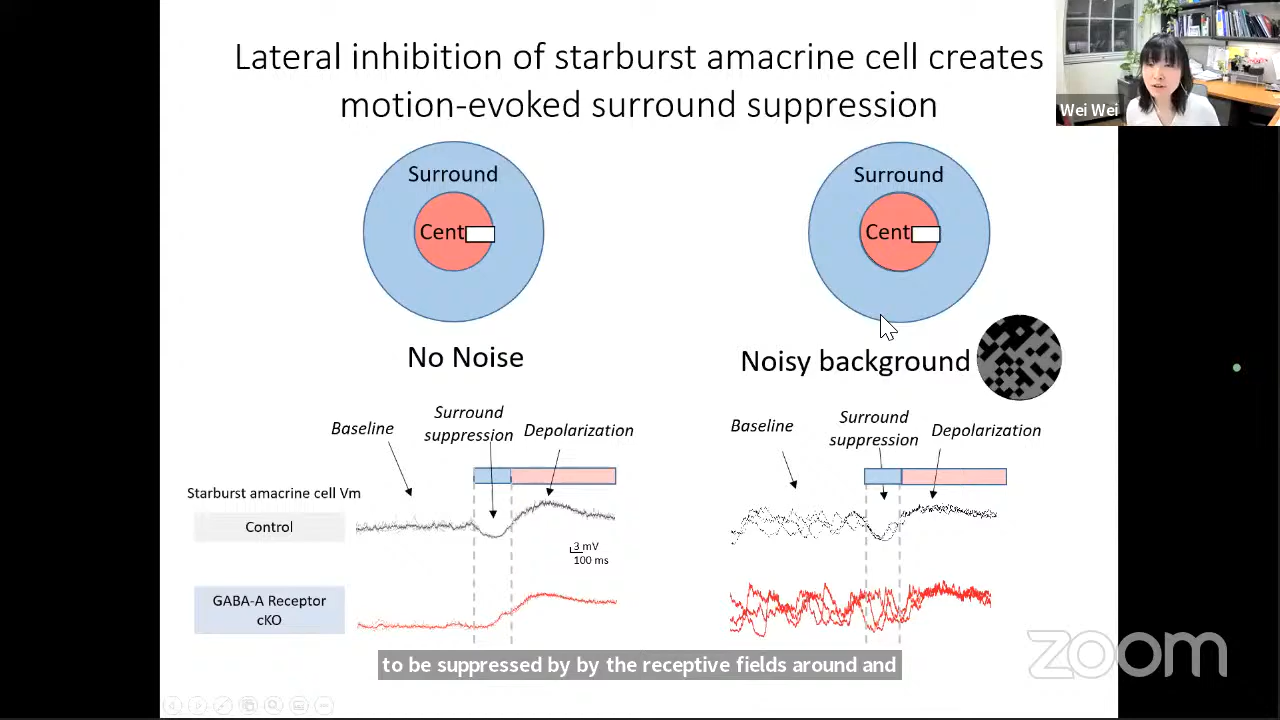 Lateral inhibition of starburst amacrine cell creates
motion-evoked surround suppression
Wei Wei
Surround
Cent
Surround
Cent
No Noise
Noisy background
Surround
suppression
Baseline
Depolarization
Surround
suppression
Baseline
Depolarization
Starburst amacrine cell Vm
Control
3 mV
100 ms
GABA-A Receptor
cKO
to be suppressed by by the receptive fields around and
zoom